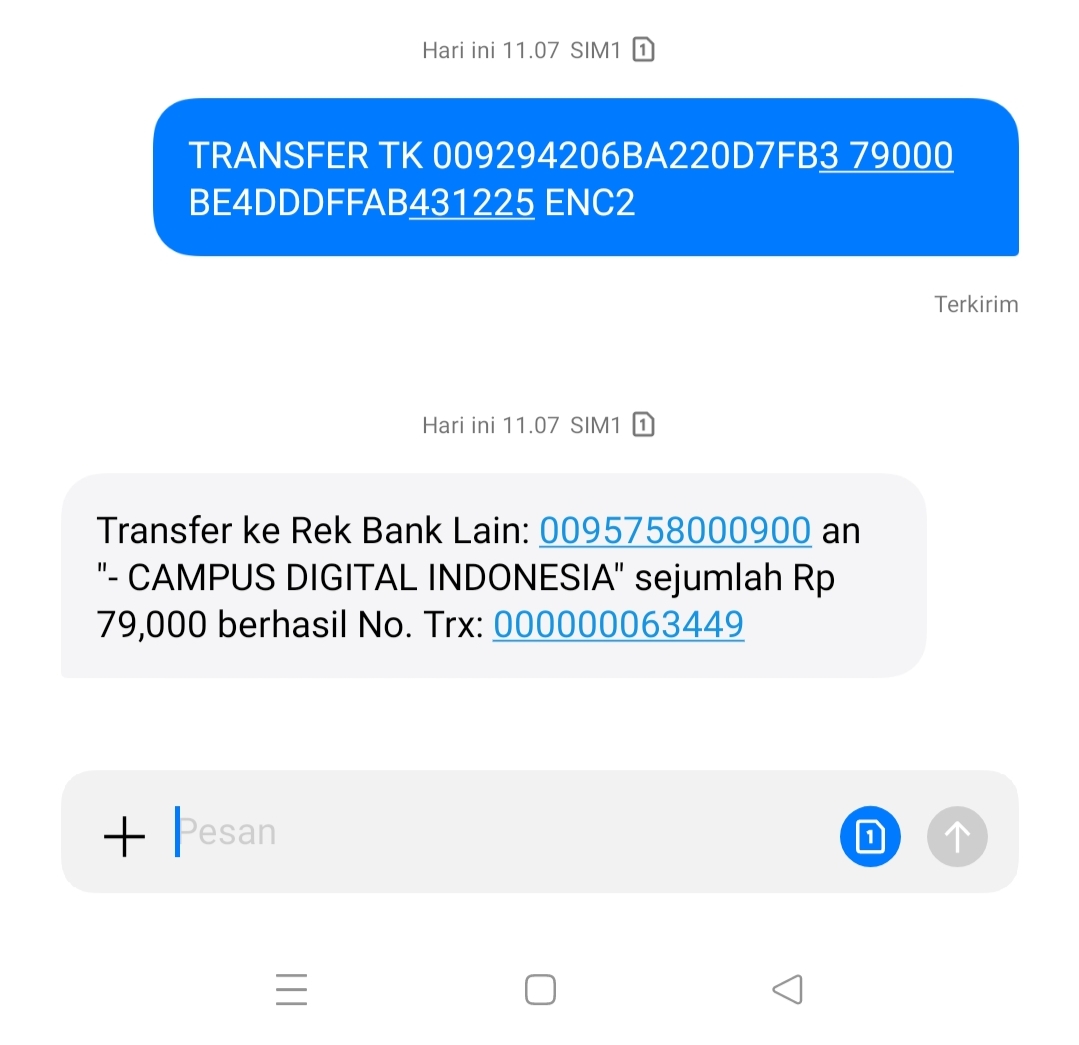 Hari ini 11.07 SIM1 1
TRANSFER TK 009294206BA220D7FB3 79000
BE4DDDFFAB431225 ENC2
Terkirim
Hari ini 11.07 SIM1 1
Transfer ke Rek Bank Lain: 0095758000900 an
"- CAMPUS DIGITAL INDONESIA" sejumlah Rp
79,000 berhasil No. Trx: 000000063449
Pesan
1